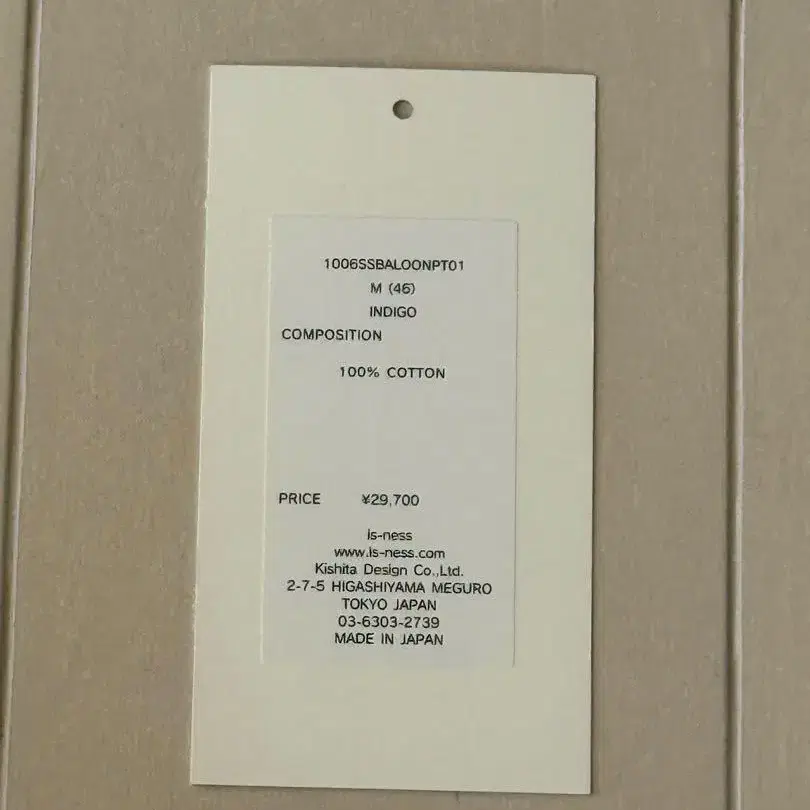 1006SSBALOONPT01
M (46)
INDIGO
COMPOSITION
100% COTTON
PRICE ¥29,700
is-ness
www.is-ness.com
Kishita Design Co.,Ltd.
2-7-5 HIGASHIYAMA MEGURO
TOKYO JAPAN
03-6303-2739
MADE IN JAPAN